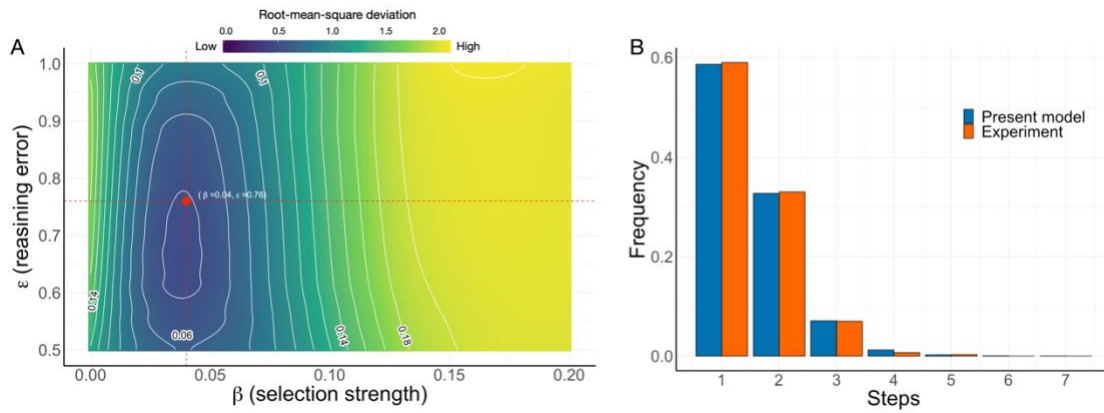 Root-mean-square deviation
A
0.0 0.5 1.0 1.5 2.0
Low High
1.0
0.9
0.8
0.7
0.6
0.5
ε (reasining error)
0.1
0.1
(β =0.04, ε =0.76)
0.14
0.06
0.14
0.18
0.00 0.05 0.10 0.15 0.20
β (selection strength)
B
0.6
0.4
0.2
0.0
Frequency
Present model
Experiment
1 2 3 4 5 6 7
Steps